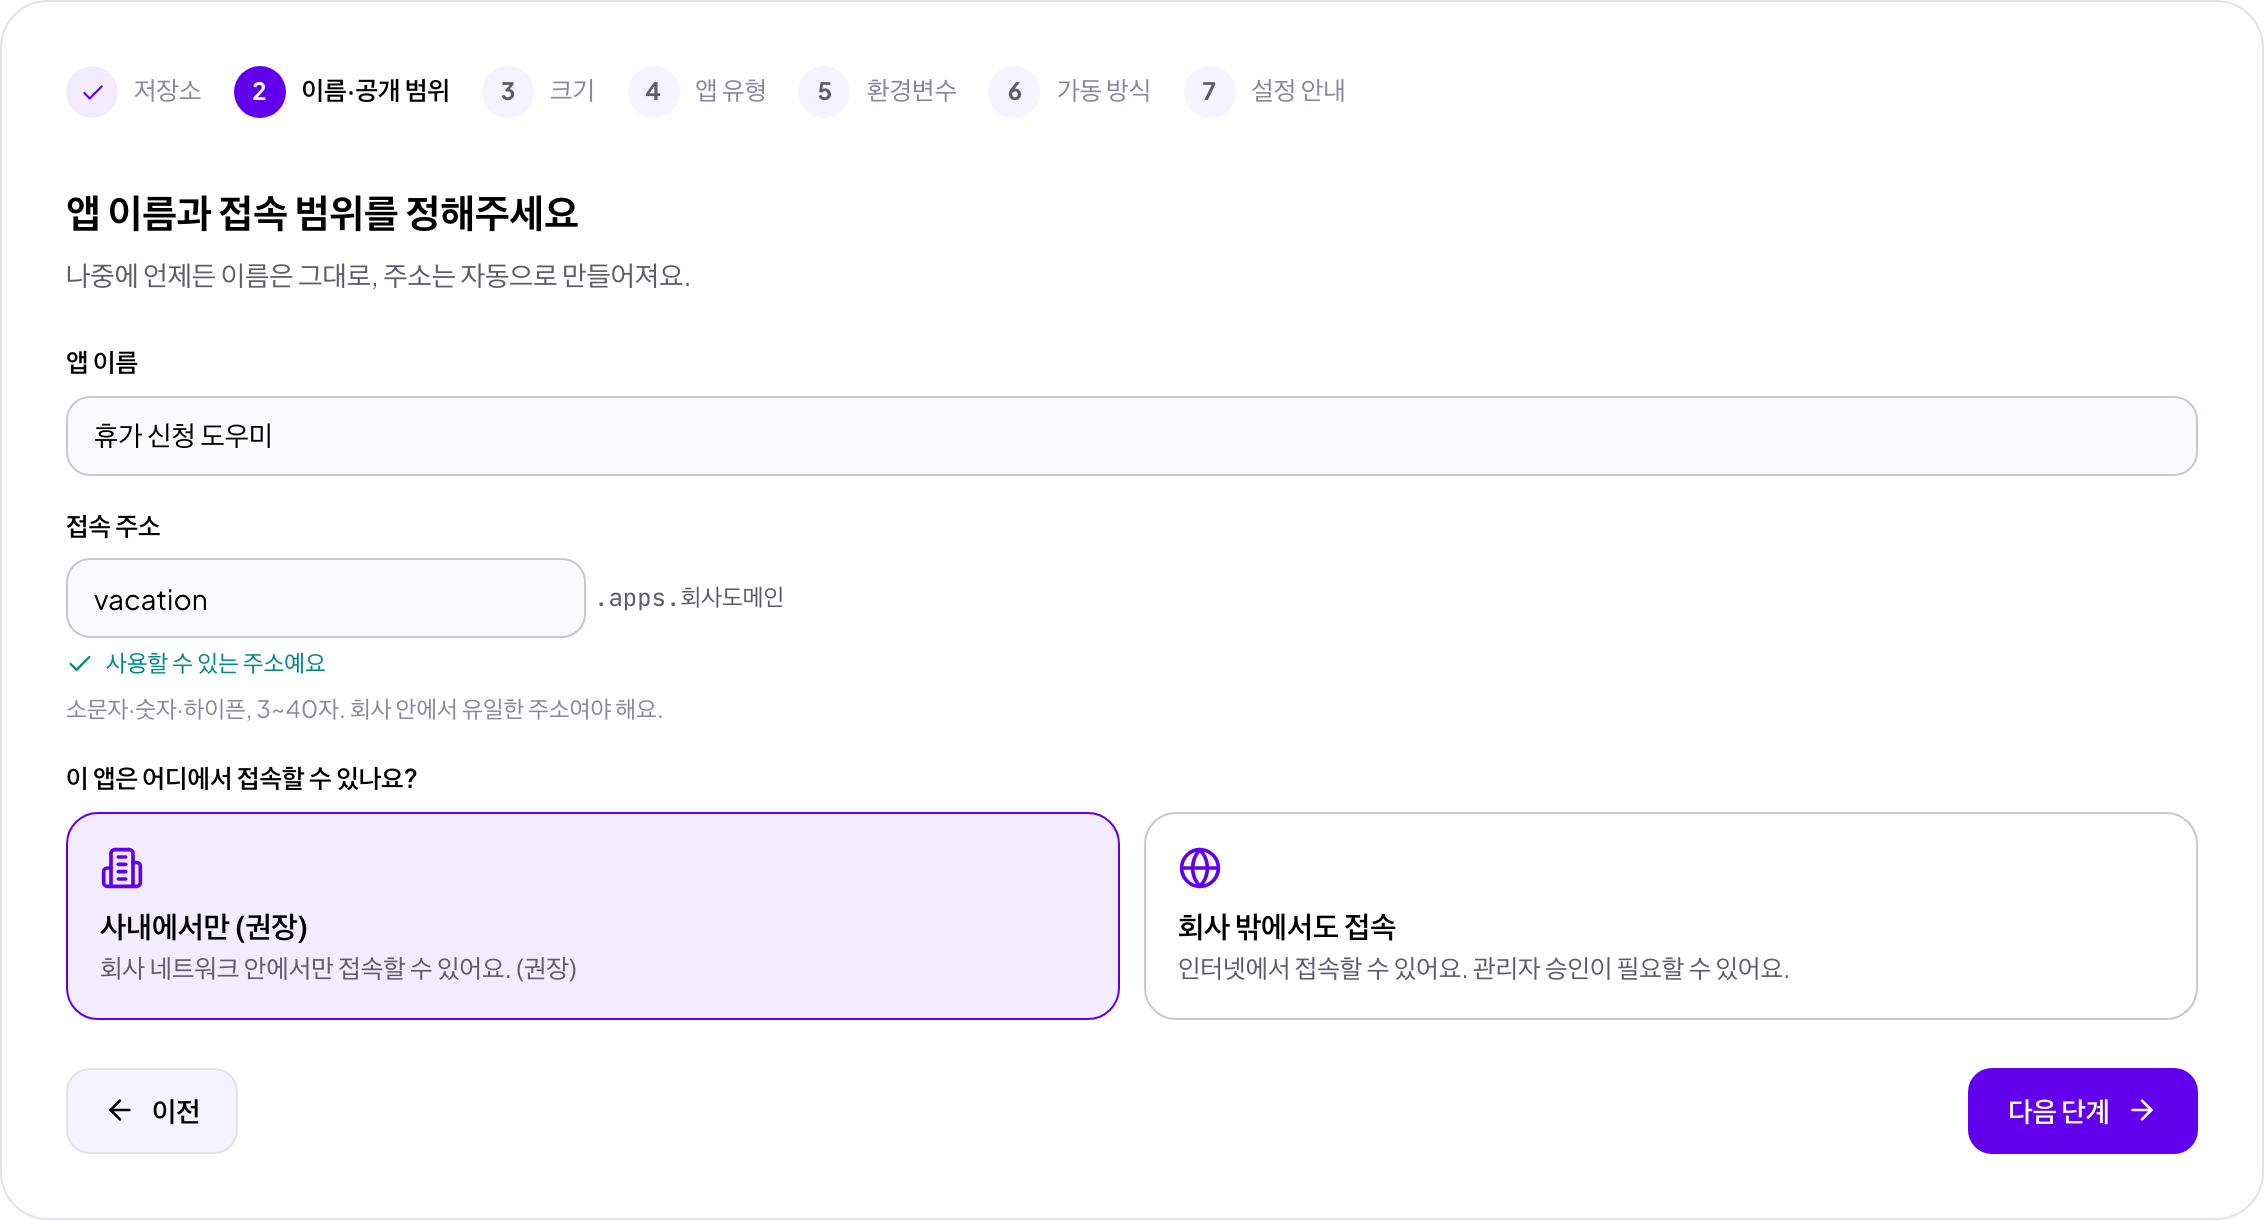 저장소 2 이름·공개 범위 3 크기 4 앱 유형 5 환경변수 6 가동 방식 7 설정 안내
앱 이름과 접속 범위를 정해주세요
나중에 언제든 이름은 그대로, 주소는 자동으로 만들어져요.
앱 이름
휴가 신청 도우미
접속 주소
vacation .apps.회사도메인
사용할 수 있는 주소예요
소문자·숫자·하이픈, 3~40자. 회사 안에서 유일한 주소여야 해요.
이 앱은 어디에서 접속할 수 있나요?
사내에서만 (권장)
회사 네트워크 안에서만 접속할 수 있어요. (권장)
회사 밖에서도 접속
인터넷에서 접속할 수 있어요. 관리자 승인이 필요할 수 있어요.
이전
다음 단계